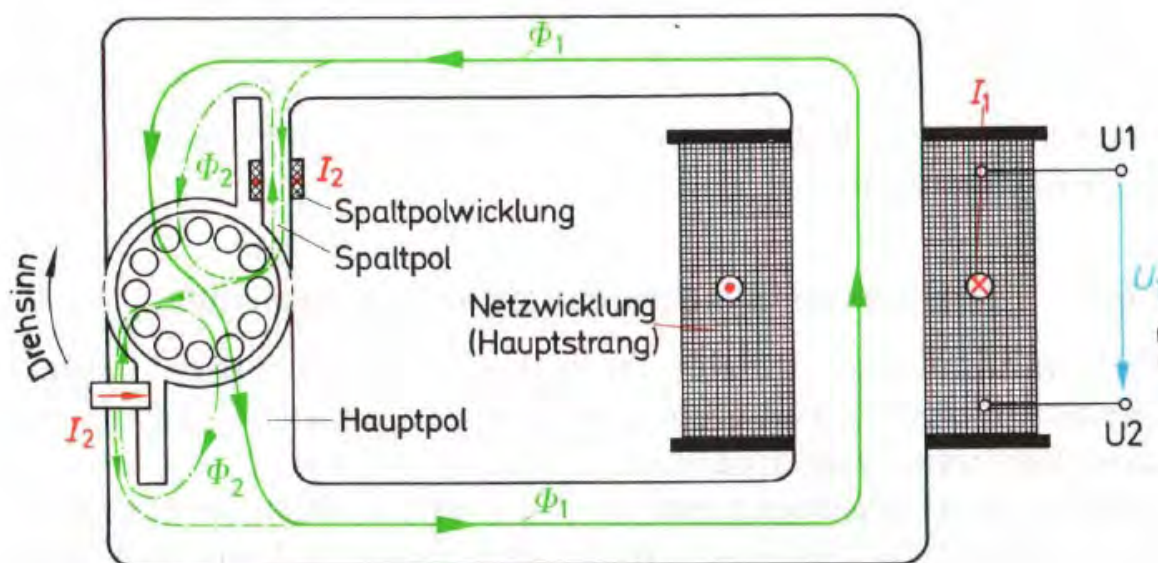 Φ1
I1
U1
Φ2
I2
Spaltpolwicklung
Spaltpol
Drehsinn
Netzwicklung
(Hauptstrang)
U
I2
Hauptpol
Φ2
U2
Φ1